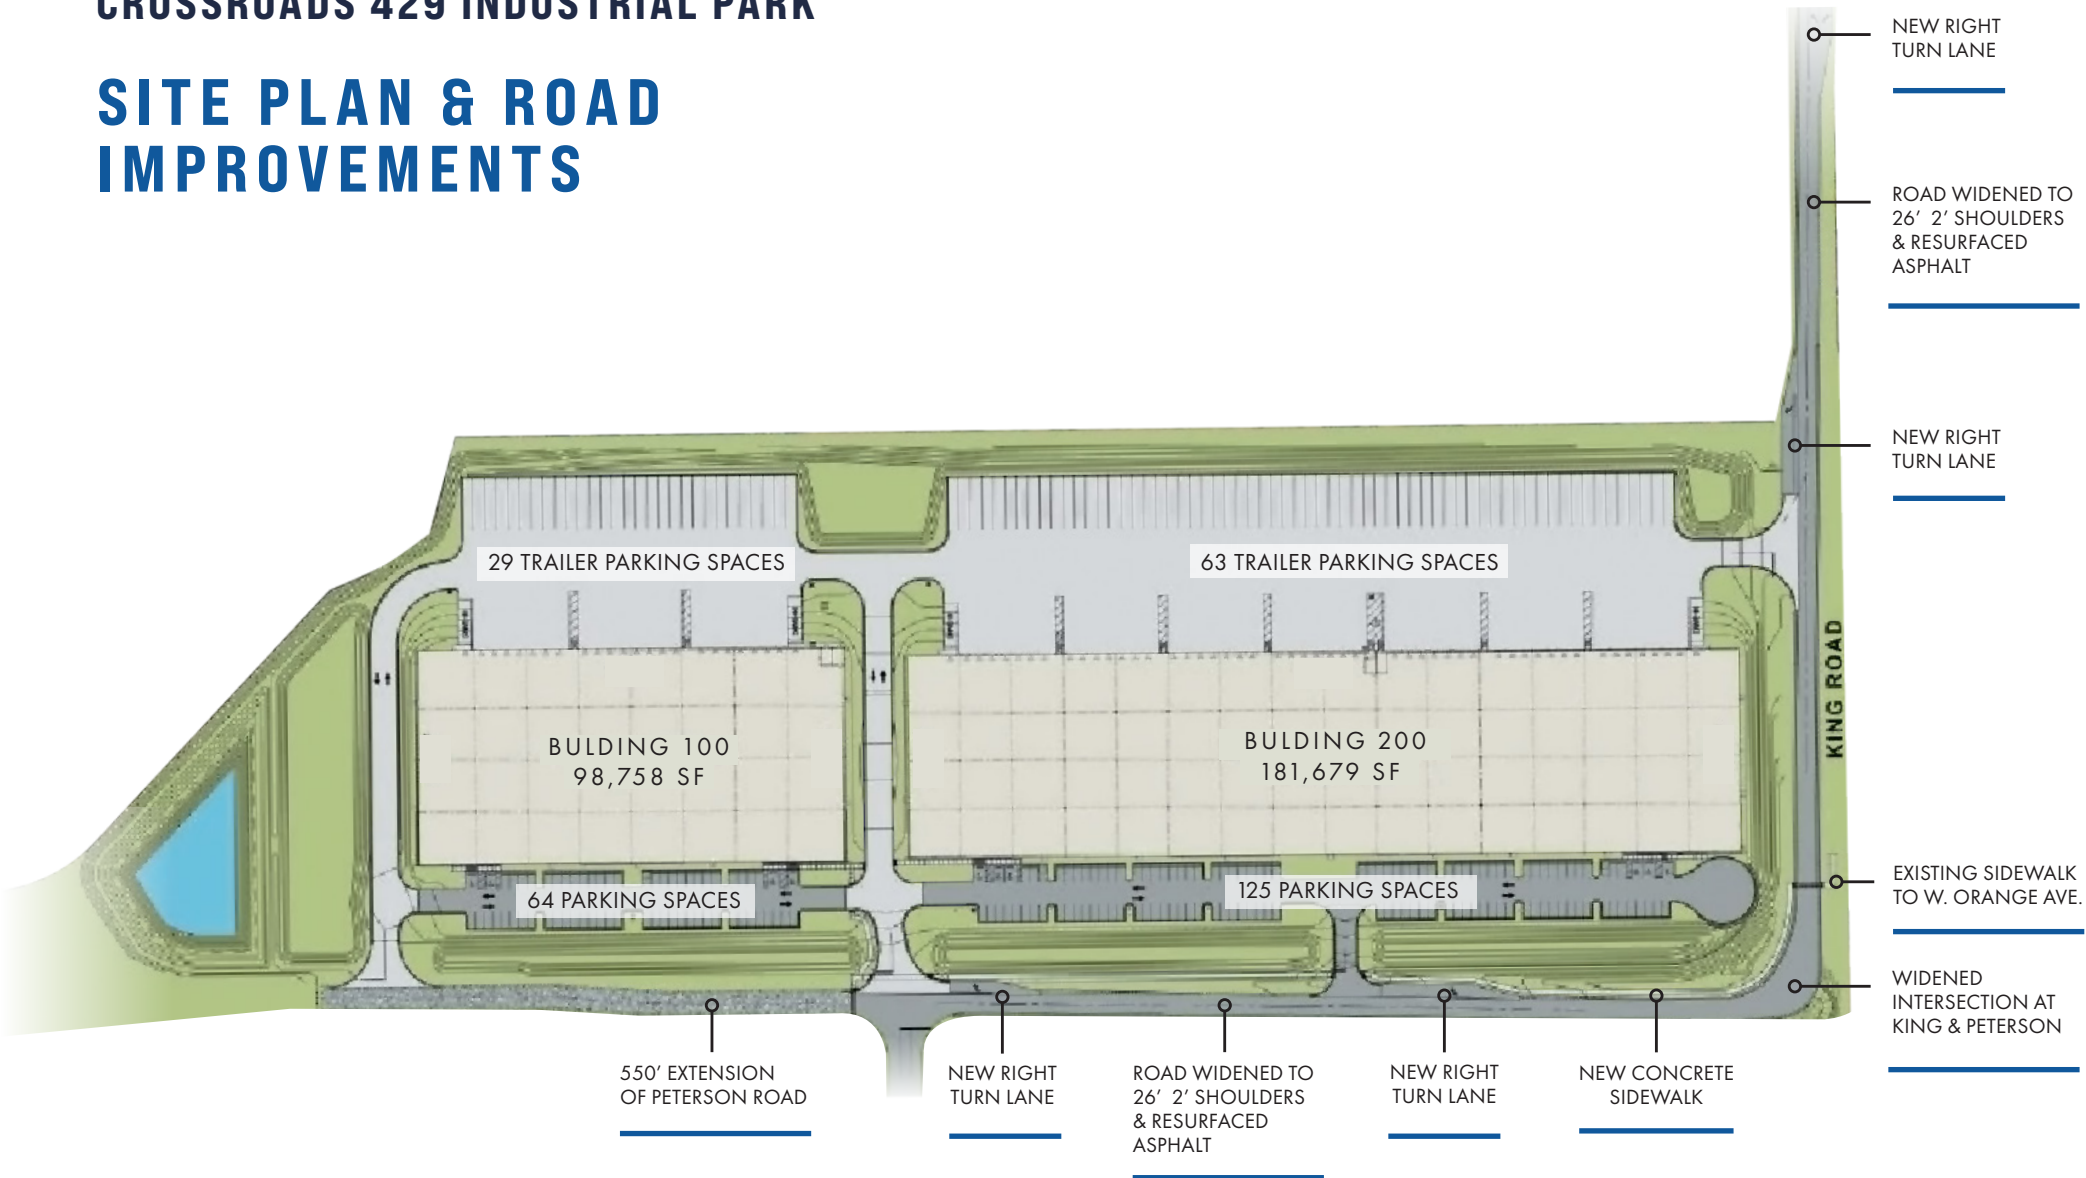 CROSSROADS 429 INDUSTRIAL PARK
SITE PLAN & ROAD
IMPROVEMENTS
NEW RIGHT
TURN LANE
ROAD WIDENED TO
26' 2' SHOULDERS
& RESURFACED
ASPHALT
NEW RIGHT
TURN LANE
29 TRAILER PARKING SPACES
63 TRAILER PARKING SPACES
KING ROAD
BULDING 100
98,758 SF
BULDING 200
181,679 SF
64 PARKING SPACES
125 PARKING SPACES
EXISTING SIDEWALK
TO W. ORANGE AVE.
WIDENED
INTERSECTION AT
KING & PETERSON
550' EXTENSION
OF PETERSON ROAD
NEW RIGHT
TURN LANE
ROAD WIDENED TO
26' 2' SHOULDERS
& RESURFACED
ASPHALT
NEW RIGHT
TURN LANE
NEW CONCRETE
SIDEWALK